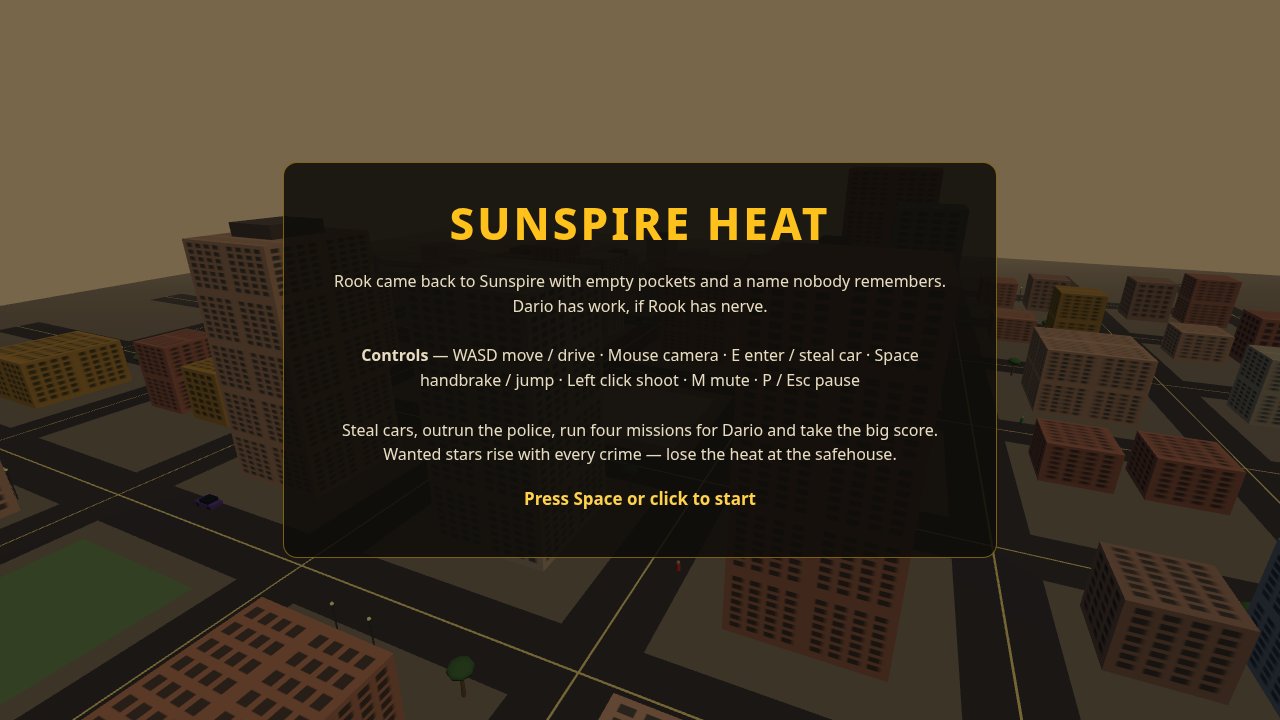 SUNSPIRE HEAT
Rook came back to Sunspire with empty pockets and a name nobody remembers.
Dario has work, if Rook has nerve.
Controls — WASD move / drive · Mouse camera · E enter / steal car · Space
handbrake / jump · Left click shoot · M mute · P / Esc pause
Steal cars, outrun the police, run four missions for Dario and take the big score.
Wanted stars rise with every crime — lose the heat at the safehouse.
Press Space or click to start